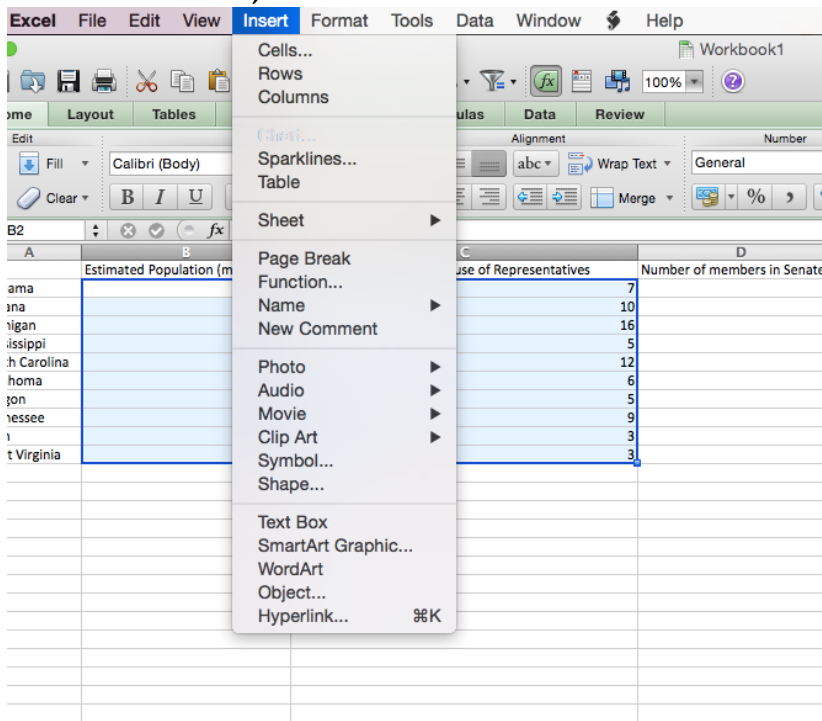 Excel File Edit View Insert Format Tools Data Window Help
Workbook1
100%
Layout Tables Data Review
Edit Alignment Number
Fill Calibri (Body) abc Wrap Text General
Clear B I U Merge %
B2 fx
A B C D
Estimated Population (m use of Representatives Number of members in Senate
ama 7
ana 10
nigan 16
sissippi 5
th Carolina 12
homa 6
gon 5
nessee 9
3
t Virginia 3
Cells...
Rows
Columns
Chart...
Sparklines...
Table
Sheet
Page Break
Function...
Name
New Comment
Photo
Audio
Movie
Clip Art
Symbol...
Shape...
Text Box
SmartArt Graphic...
WordArt
Object...
Hyperlink... ⌘K